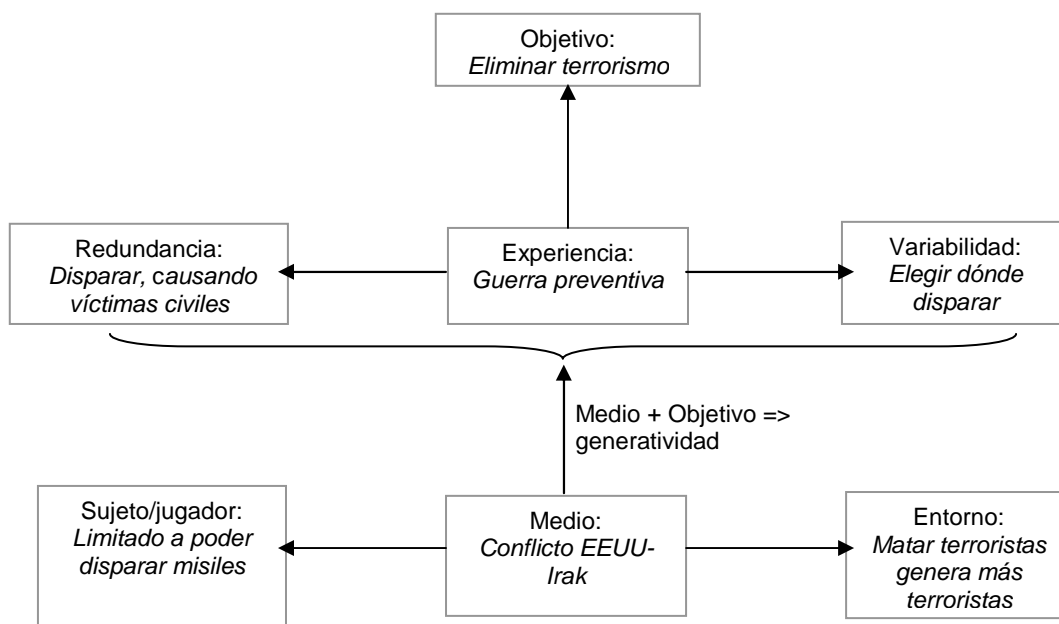 Objetivo:
Eliminar terrorismo
Redundancia:
Disparar, causando
víctimas civiles
Experiencia:
Guerra preventiva
Variabilidad:
Elegir dónde
disparar
Medio + Objetivo =>
generatividad
Sujeto/jugador:
Limitado a poder
disparar misiles
Medio:
Conflicto EEUU-
Irak
Entorno:
Matar terroristas
genera más
terroristas